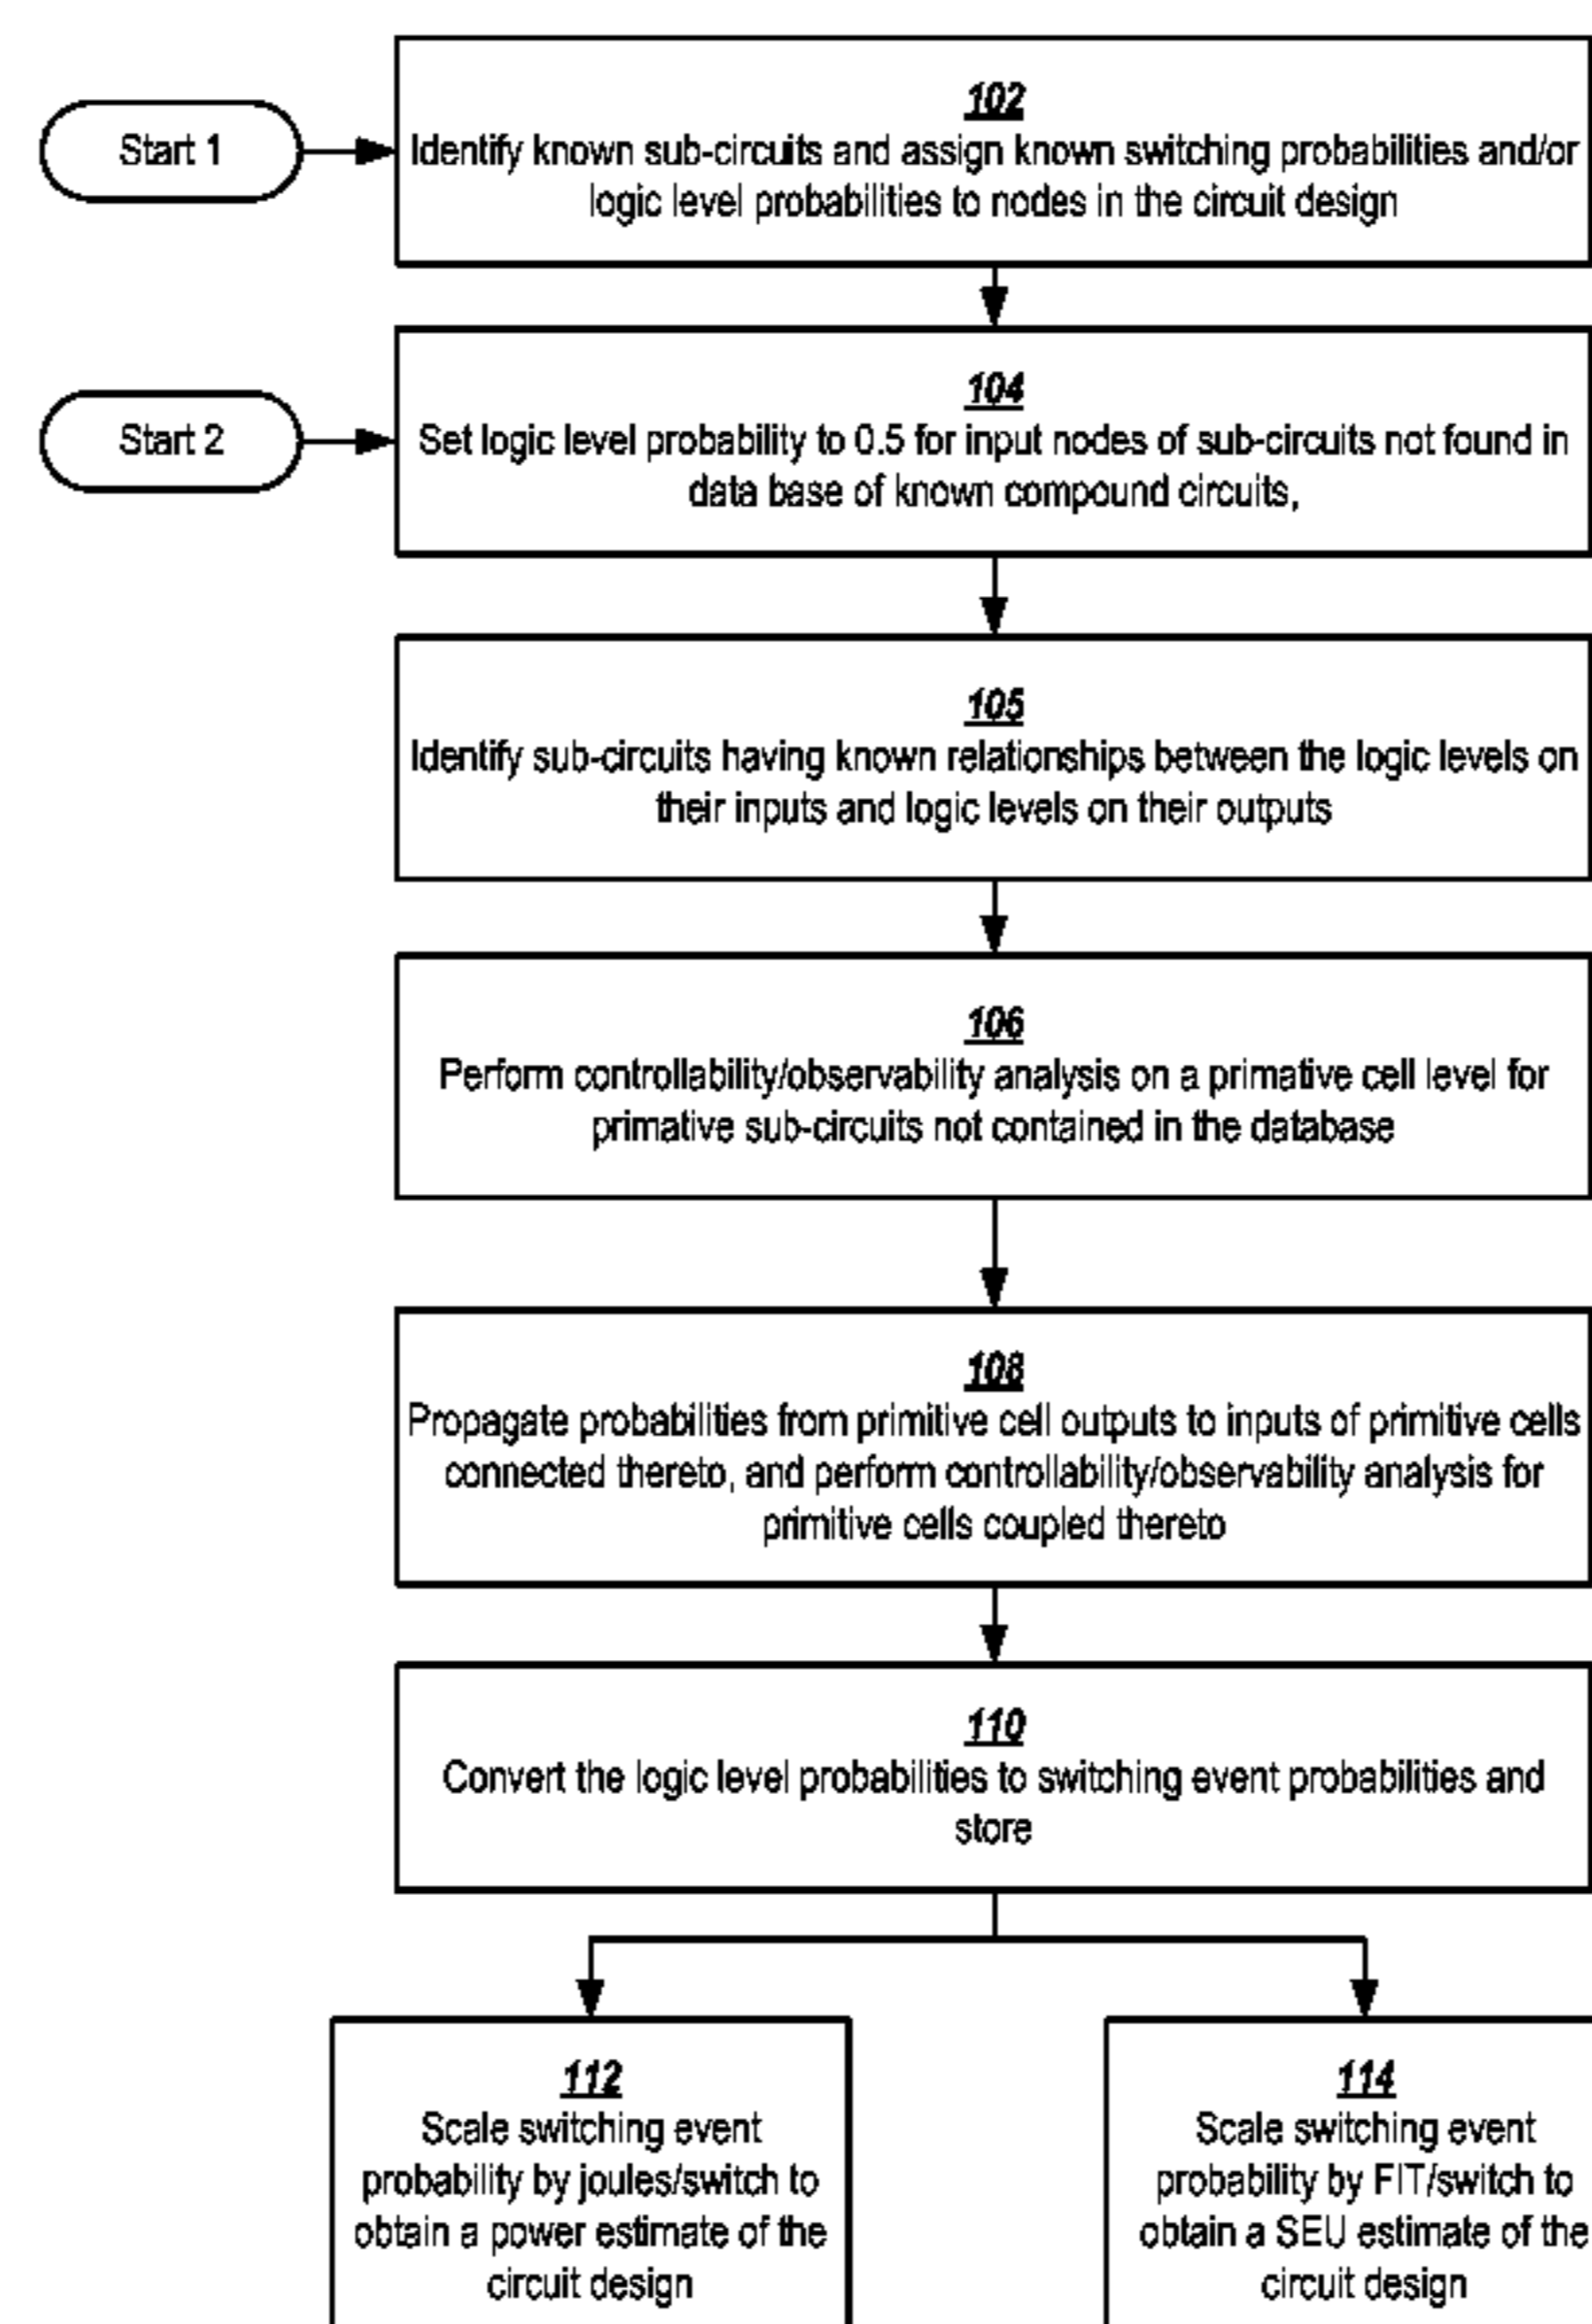 102
Start 1
Identify known sub-circuits and assign known switching probabilities and/or
logic level probabilities to nodes in the circuit design
104
Start 2
Set logic level probability to 0.5 for input nodes of sub-circuits not found in
data base of known compound circuits,
105
Identify sub-circuits having known relationships between the logic levels on
their inputs and logic levels on their outputs
106
Perform controllability/observability analysis on a primative cell level for
primative sub-circuits not contained in the database
108
Propagate probabilities from primitive cell outputs to inputs of primitive cells
connected thereto, and perform controllability/observability analysis for
primitive cells coupled thereto
110
Convert the logic level probabilities to switching event probabilities and
store
112
Scale switching event
probability by joules/switch to
obtain a power estimate of the
circuit design
114
Scale switching event
probability by FIT/switch to
obtain a SEU estimate of the
circuit design